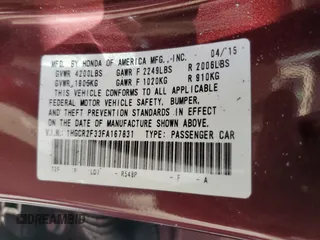 MFD. BY HONDA OF AMERICA MFG.,INC. 04/15
GVWR 4200LBS GAWR F 2249LBS R 2006LBS
GVWR 1905KG GAWR F 1020KG R 910KG
THIS VEHICLE CONFORMS TO ALL APPLICABLE
FEDERAL MOTOR VEHICLE SAFETY, BUMPER,
AND THEFT PREVENTION STANDARDS IN EFFECT
ON THE DATE OF MANUFACTURE SHOWN ABOVE.
V.I.N.: 1HGCR2F33FA167831 TYPE: PASSENGER CAR
F A
DREAMBID